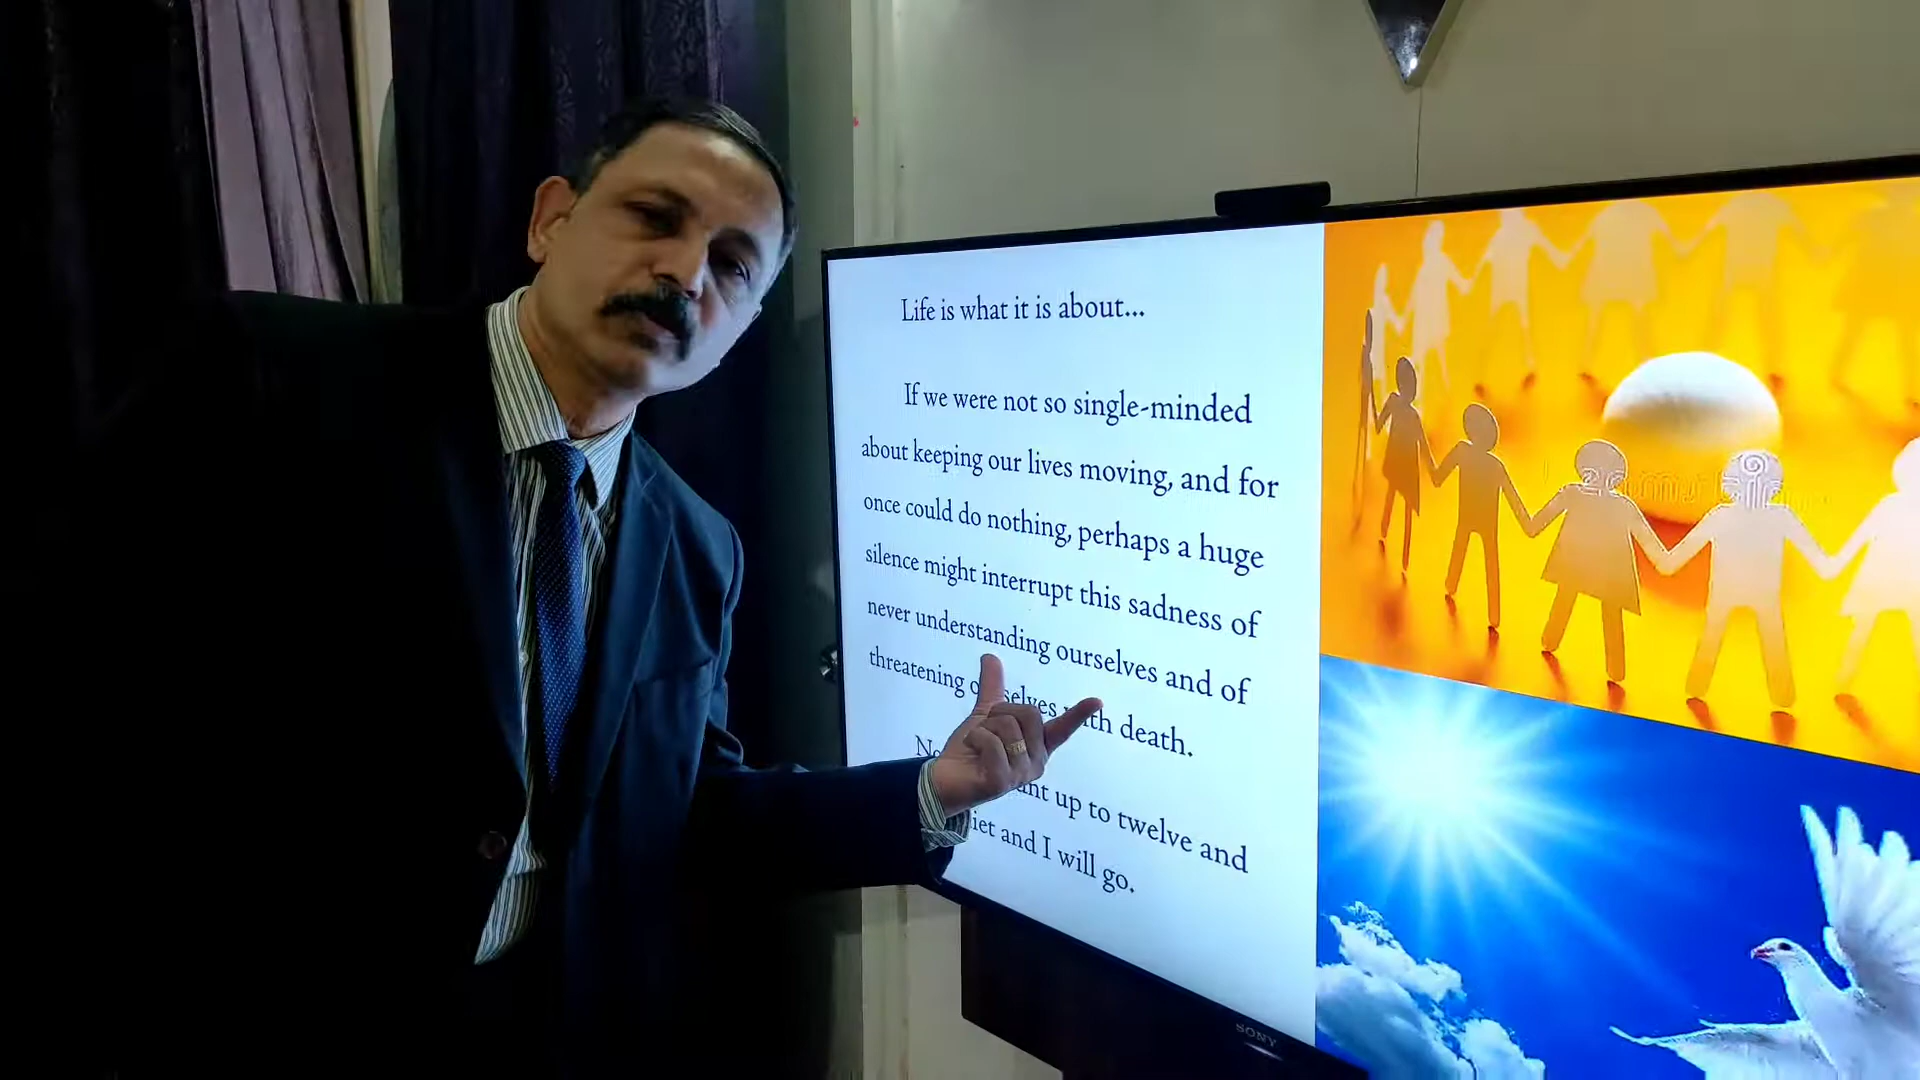 Life is what it is about...
If we were not so single-minded
about keeping our lives moving, and for
once could do nothing, perhaps a huge
silence might interrupt this sadness of
never understanding ourselves and of
threatening with death.
up to twelve and
and I will go.
SONY